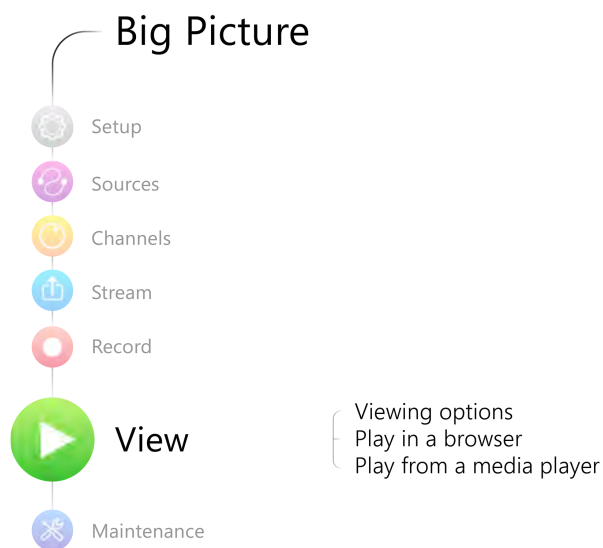 Big Picture
Setup
Sources
Channels
Stream
Record
View
Viewing options
Play in a browser
Play from a media player
Maintenance